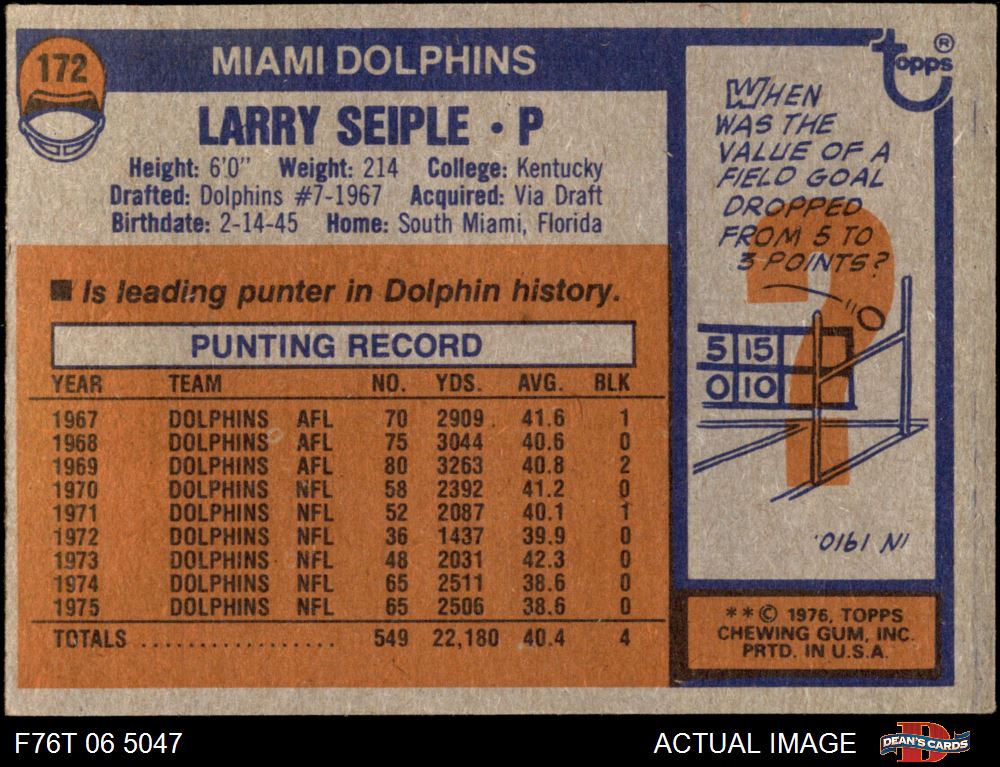 172
MIAMI DOLPHINS
LARRY SEIPLE • P
Height: 6'0" Weight: 214 College: Kentucky
Drafted: Dolphins #7-1967 Acquired: Via Draft
Birthdate: 2-14-45 Home: South Miami, Florida
■ Is leading punter in Dolphin history.
PUNTING RECORD
YEAR TEAM NO. YDS. AVG. BLK
1967 DOLPHINS AFL 70 2909 41.6 1
1968 DOLPHINS AFL 75 3044 40.6 0
1969 DOLPHINS AFL 80 3263 40.8 2
1970 DOLPHINS NFL 58 2392 41.2 0
1971 DOLPHINS NFL 52 2087 40.1 1
1972 DOLPHINS NFL 36 1437 39.9 0
1973 DOLPHINS NFL 48 2031 42.3 0
1974 DOLPHINS NFL 65 2511 38.6 0
1975 DOLPHINS NFL 65 2506 38.6 0
TOTALS ................. 549 22,180 40.4 4
topps®
WHEN
WAS THE
VALUE OF A
FIELD GOAL
DROPPED
FROM 5 TO
3 POINTS?
?
5 15
0 10
IN 1910.
**© 1976, TOPPS
CHEWING GUM, INC.
PRTD. IN U.S.A.
F76T 06 5047
ACTUAL IMAGE
DEAN'S CARDS